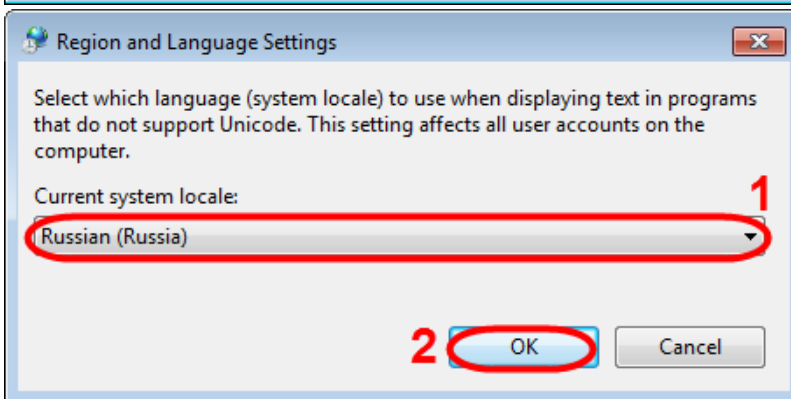 Region and Language Settings
Select which language (system locale) to use when displaying text in programs
that do not support Unicode. This setting affects all user accounts on the
computer.
Current system locale:
1
Russian (Russia)
2
OK
Cancel